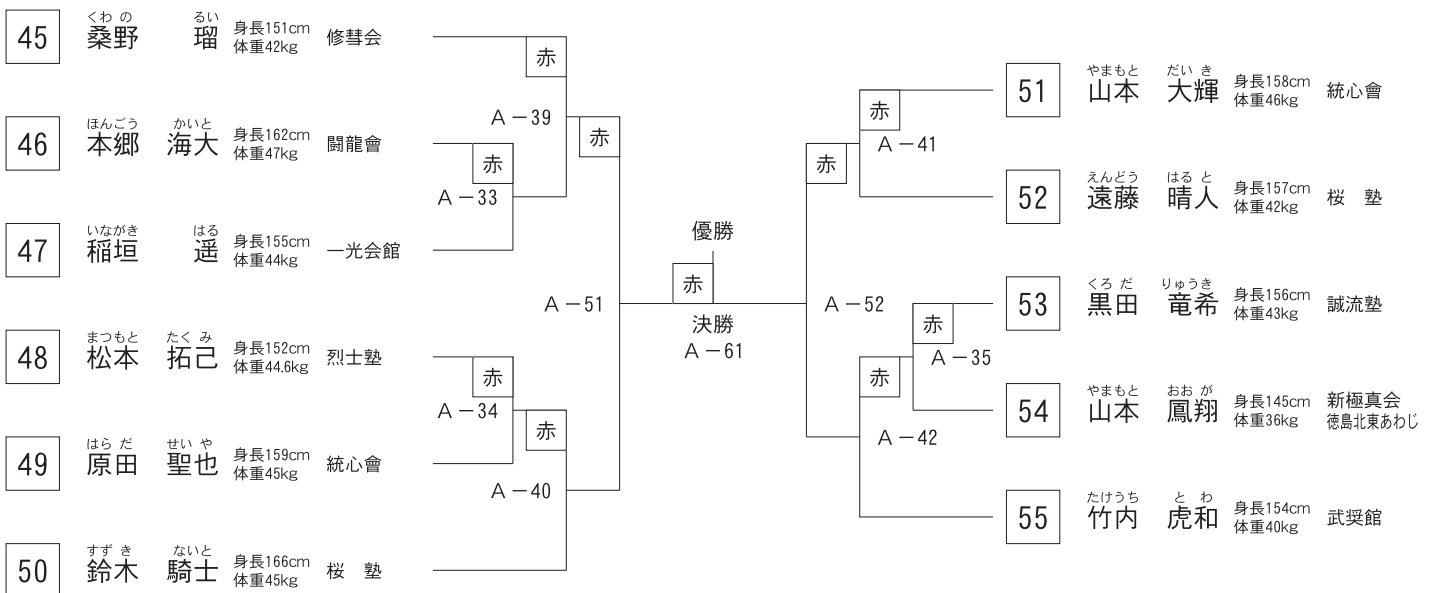 くわ の るい
45 桑野 瑠 身長151cm 体重42kg 修彗会
赤
A－39
ほんごう かいと
46 本郷 海大 身長162cm 体重47kg 闘龍會
赤
赤
A－33
いながき はる
47 稲垣 遥 身長155cm 体重44kg 一光会館
A－51
まつもと たく み
48 松本 拓己 身長152cm 体重44.6kg 烈士塾
赤
A－34
はら だ せい や
49 原田 聖也 身長159cm 体重45kg 統心會
赤
A－40
すず き ないと
50 鈴木 騎士 身長166cm 体重45kg 桜 塾
優勝
赤
決勝
A－61
やまもと だい き
51 山本 大輝 身長158cm 体重46kg 統心會
赤
A－41
赤
えんどう はる と
52 遠藤 晴人 身長157cm 体重42kg 桜 塾
A－52
くろ だ りゅうき
53 黒田 竜希 身長156cm 体重43kg 誠流塾
赤
A－35
赤
やまもと おお が
54 山本 鳳翔 身長145cm 体重36kg 新極真会 徳島北東あわじ
A－42
たけうち と わ
55 竹内 虎和 身長154cm 体重40kg 武奨館